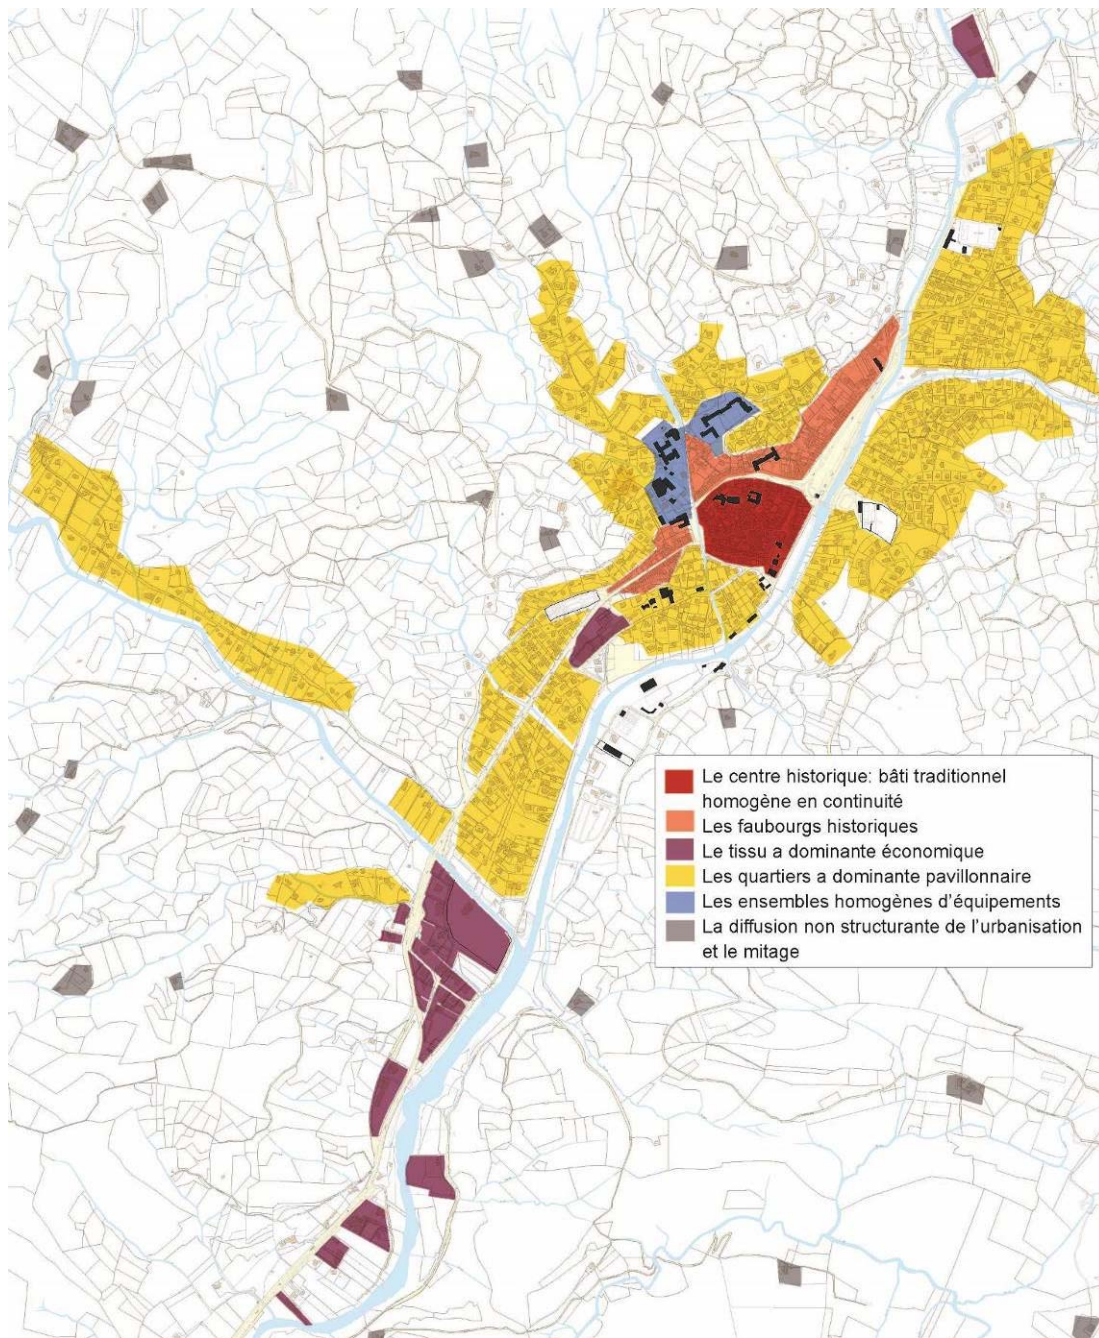 Le centre historique: bâti traditionnel
homogène en continuité
Les faubourgs historiques
Le tissu a dominante économique
Les quartiers a dominante pavillonnaire
Les ensembles homogènes d'équipements
La diffusion non structurante de l'urbanisation
et le mitage